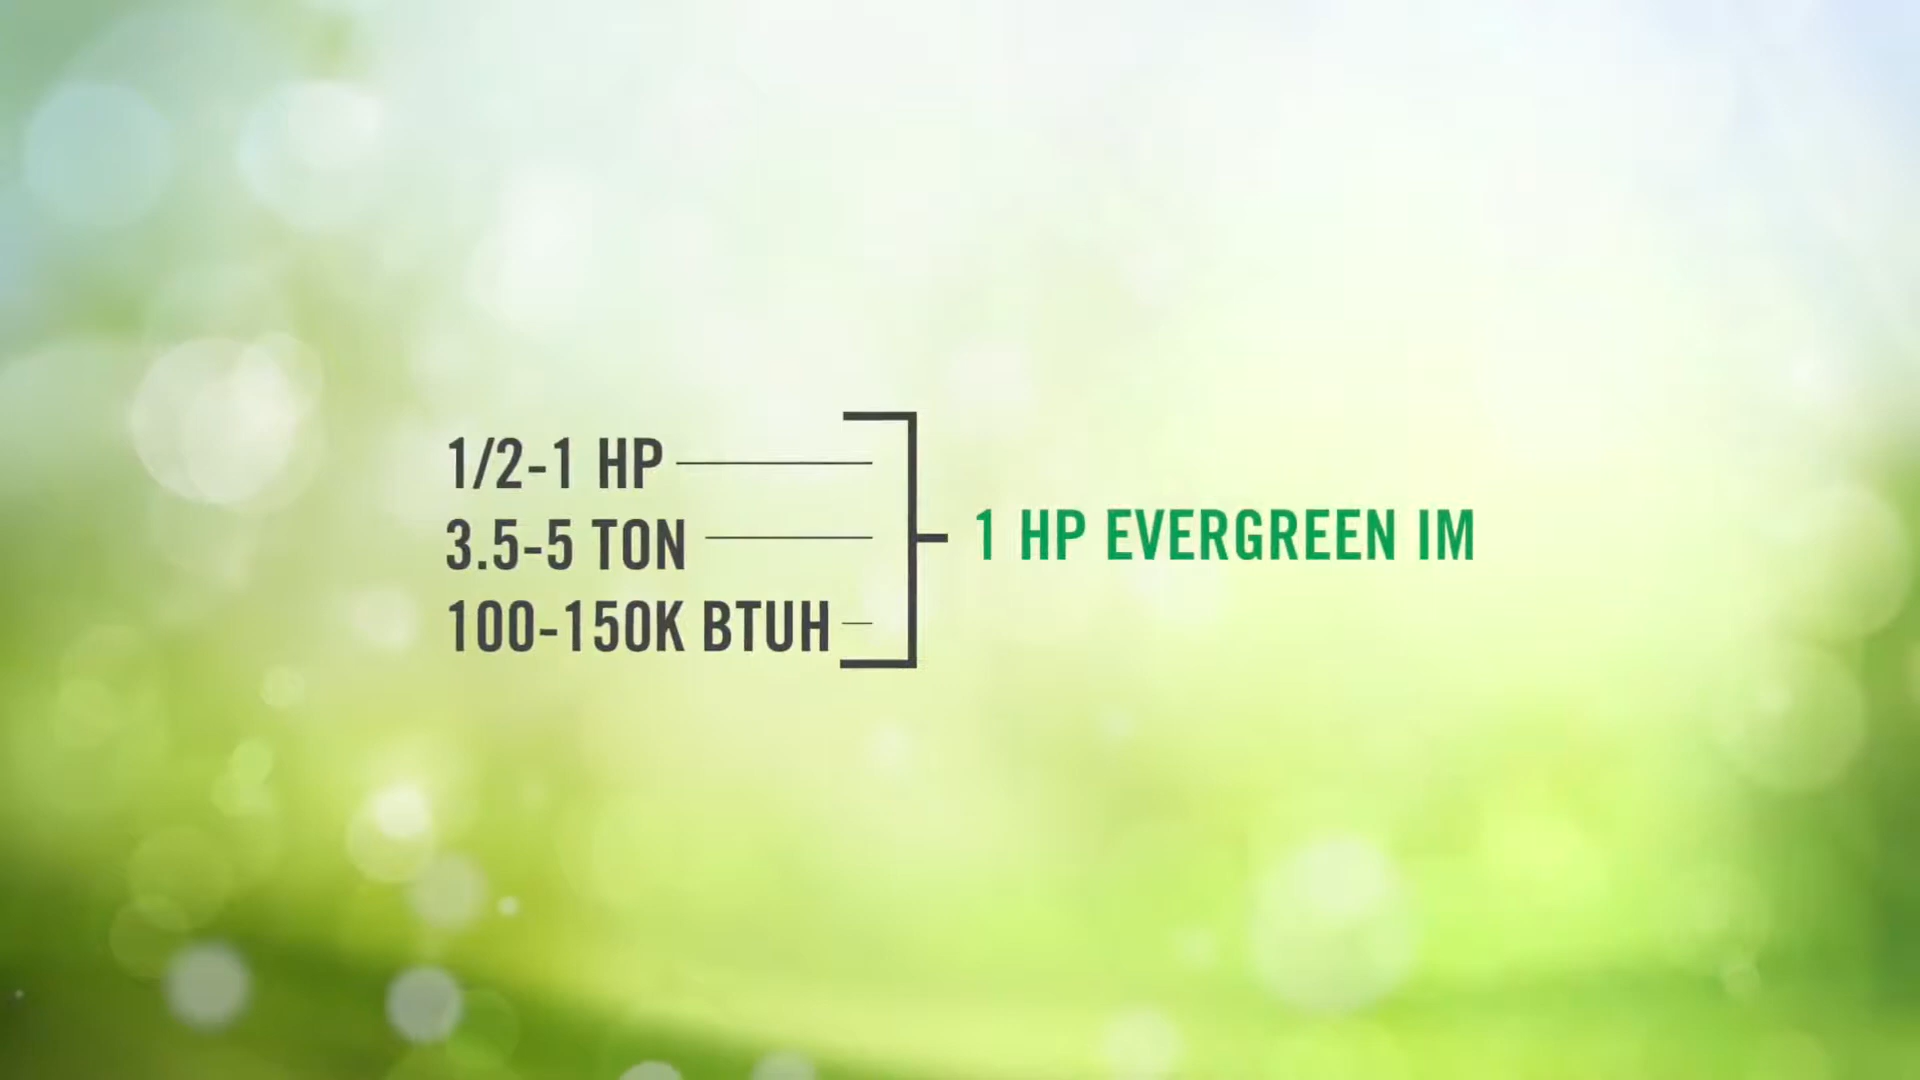 1/2-1 HP
3.5-5 TON
100-150K BTUH
1 HP EVERGREEN IM